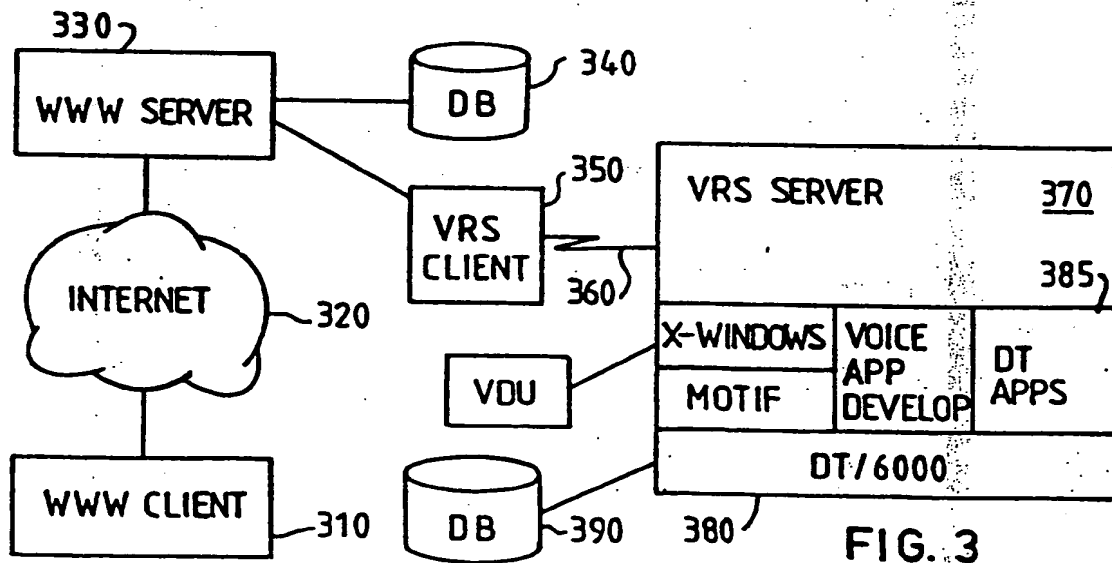 330
WWW SERVER
340
DB
350
VRS
CLIENT
360
VRS SERVER
370
385
INTERNET
320
X-WINDOWS
MOTIF
VOICE
APP
DEVELOP
DT
APPS
VDU
DT/6000
WWW CLIENT
310
DB
390
380
FIG. 3